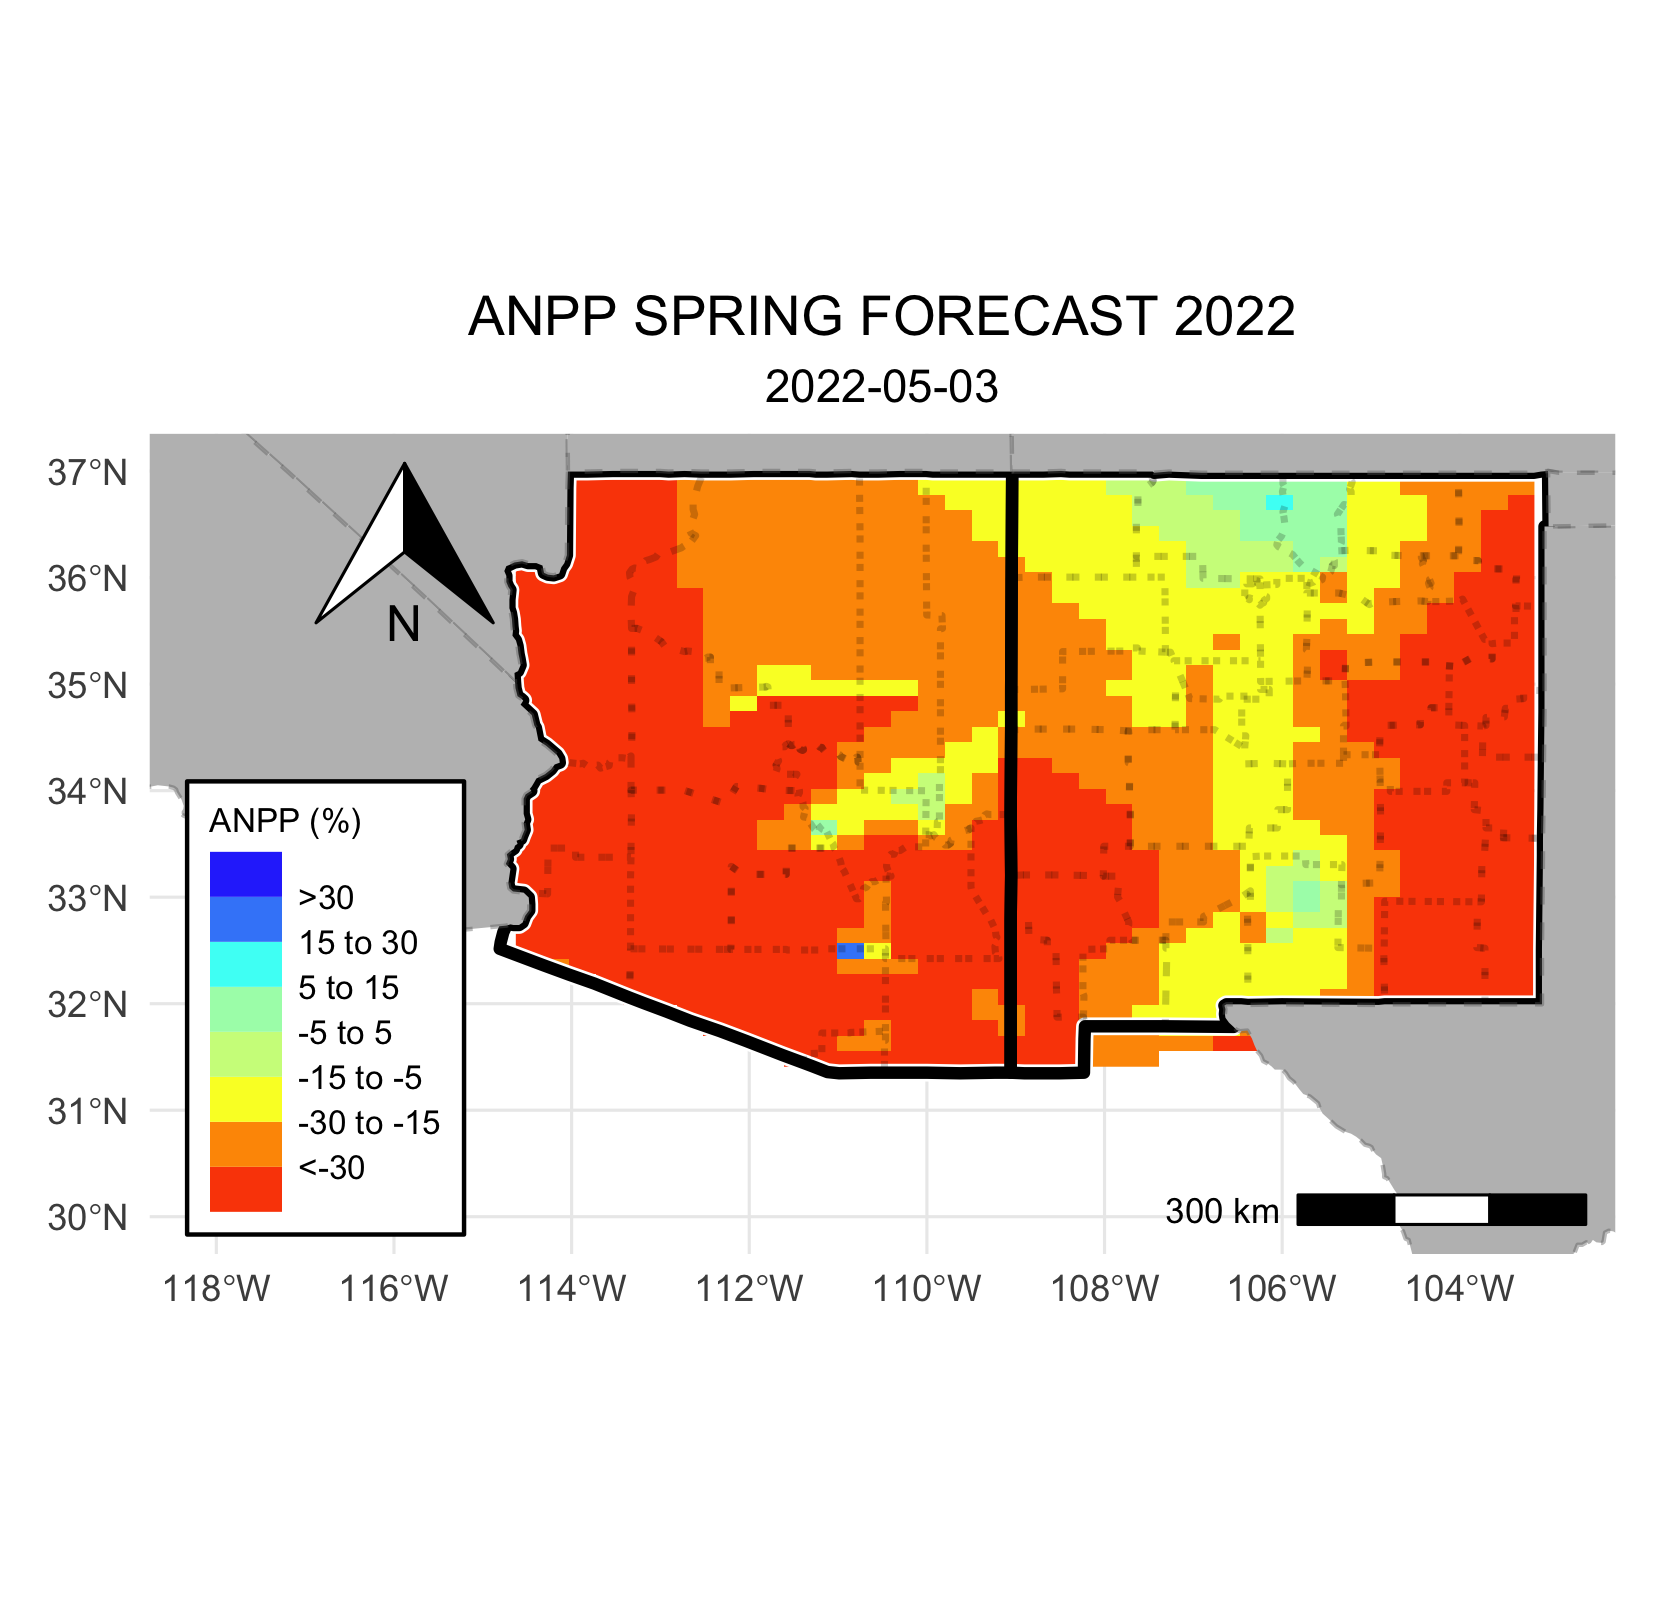 ANPP SPRING FORECAST 2022
2022-05-03
37°N
36°N
35°N
34°N
33°N
32°N
31°N
30°N
N
ANPP (%)
>30
15 to 30
5 to 15
-5 to 5
-15 to -5
-30 to -15
<-30
300 km
118°W
116°W
114°W
112°W
110°W
108°W
106°W
104°W